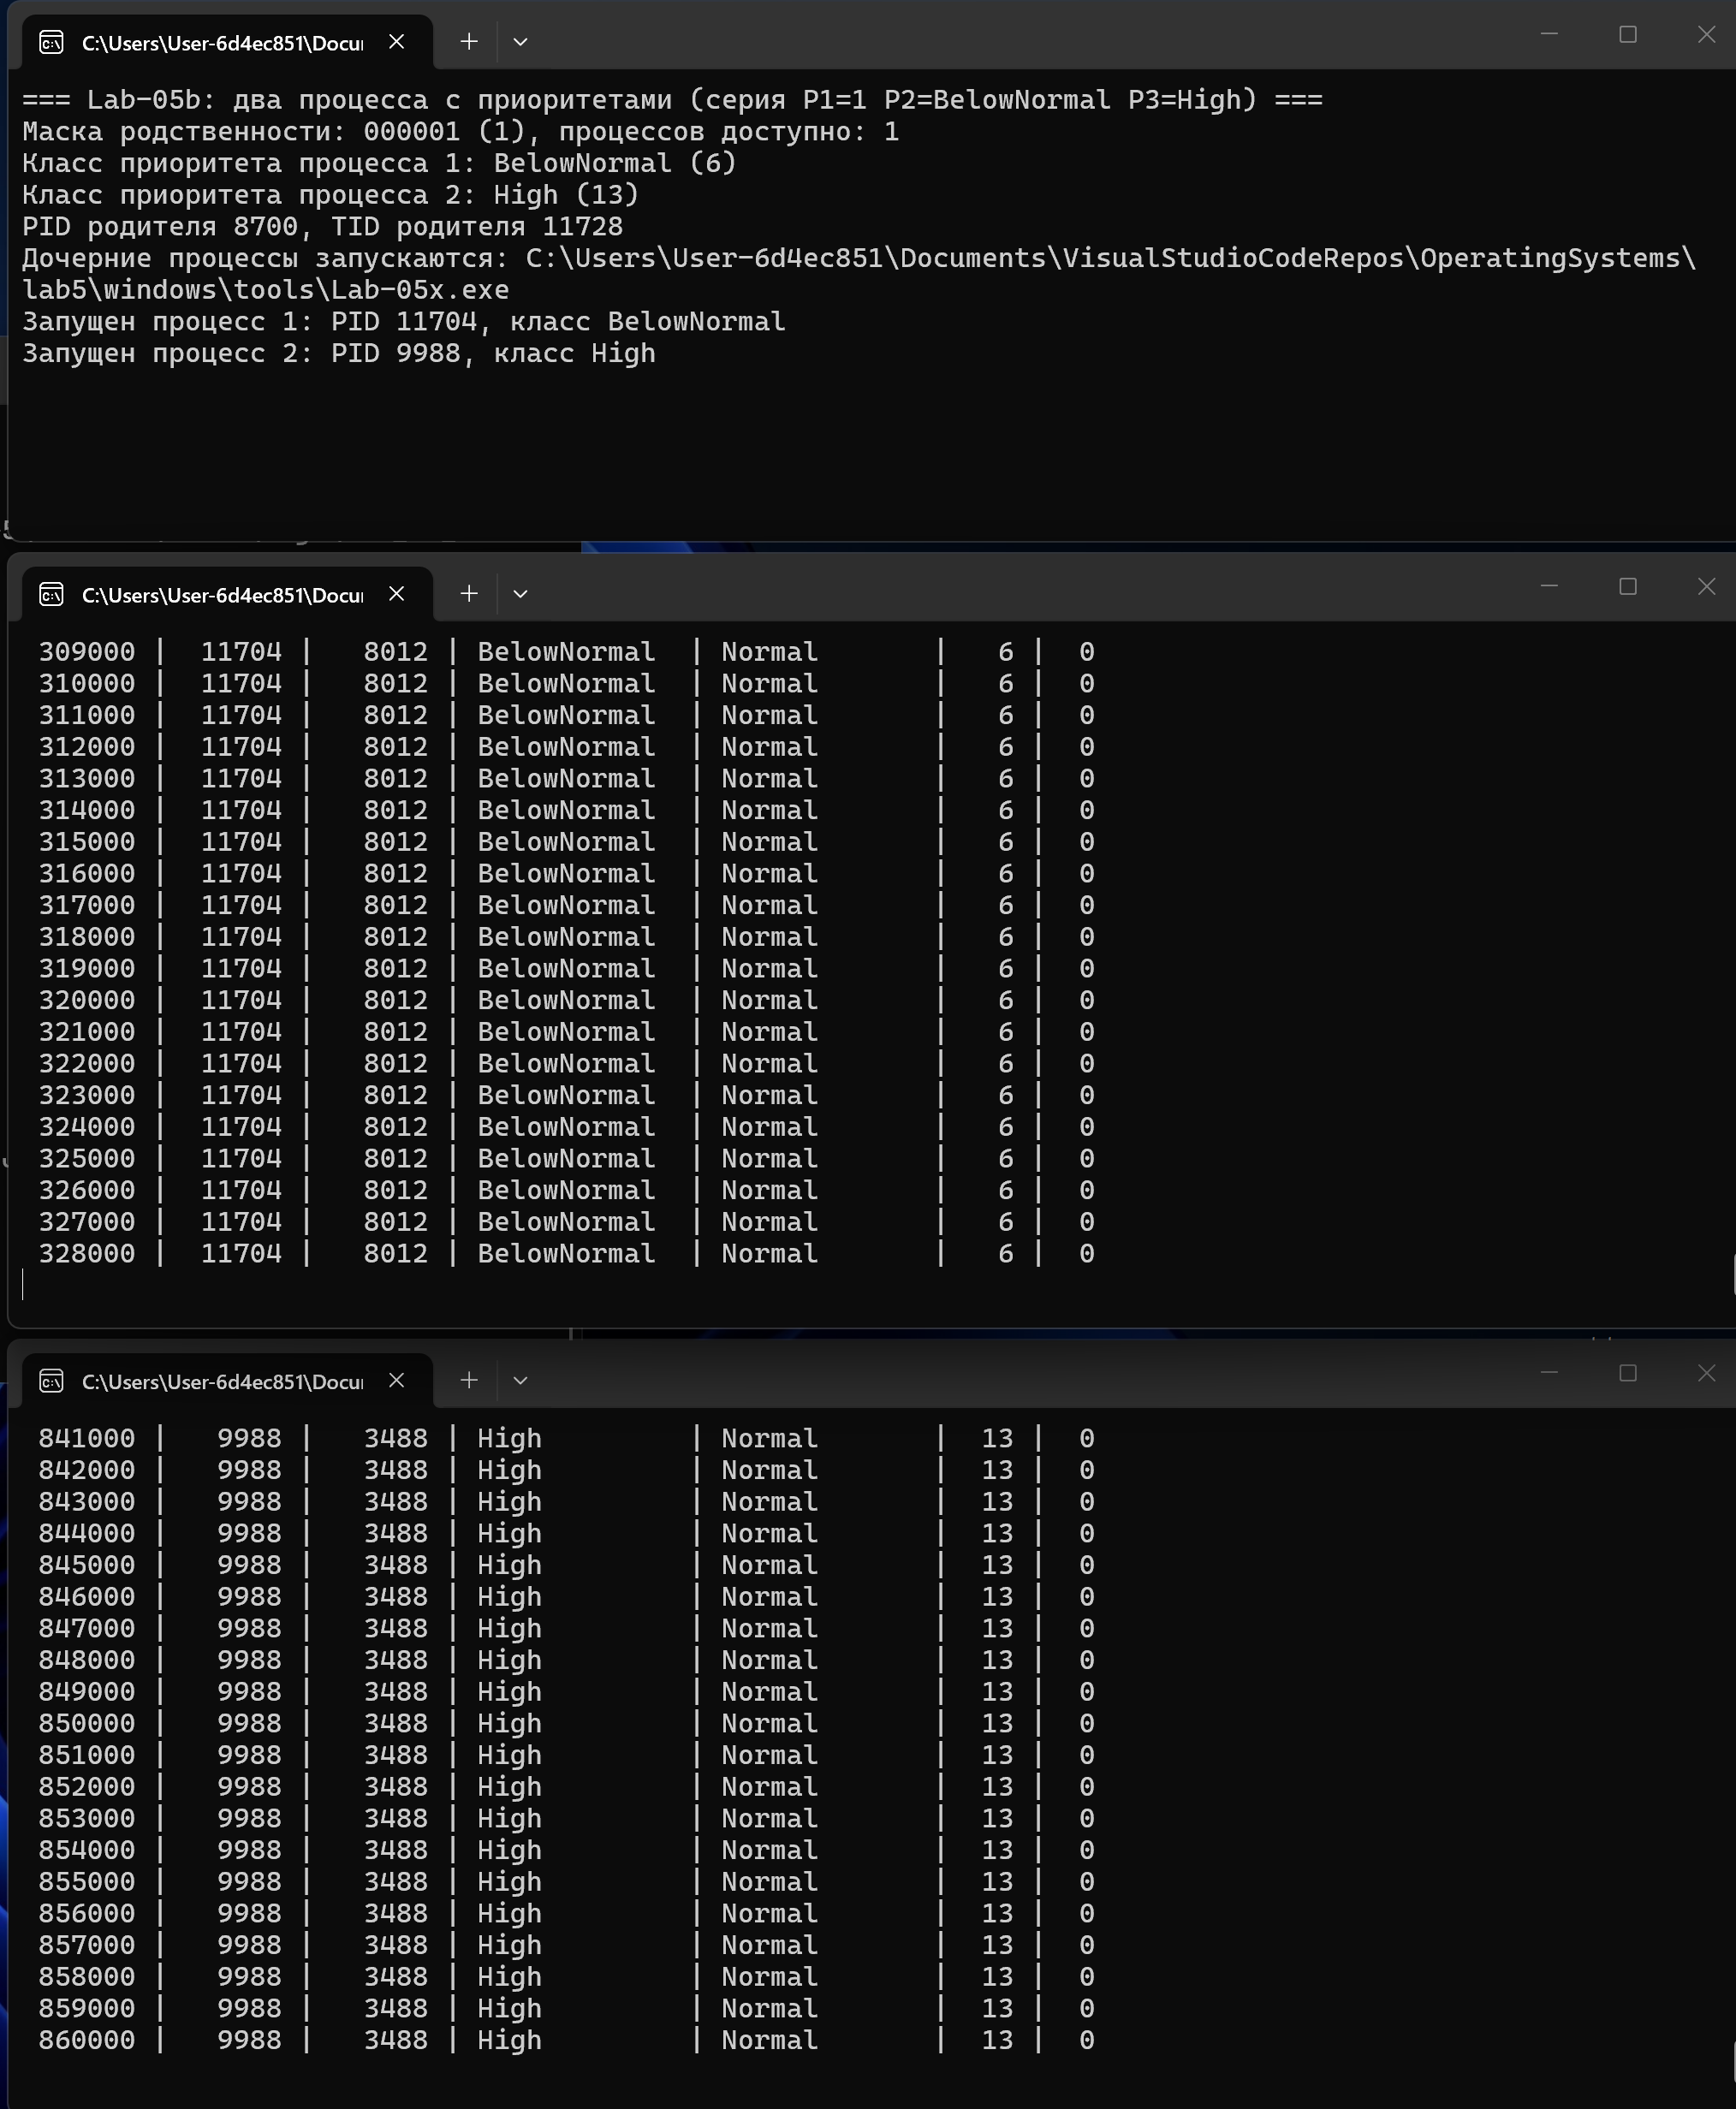 C:\Users\User-6d4ec851\Docu
=== Lab-05b: два процесса с приоритетами (серия P1=1 P2=BelowNormal P3=High) ===
Маска родственности: 000001 (1), процессов доступно: 1
Класс приоритета процесса 1: BelowNormal (6)
Класс приоритета процесса 2: High (13)
PID родителя 8700, TID родителя 11728
Дочерние процессы запускаются: C:\Users\User-6d4ec851\Documents\VisualStudioCodeRepos\OperatingSystems\
lab5\windows\tools\Lab-05x.exe
Запущен процесс 1: PID 11704, класс BelowNormal
Запущен процесс 2: PID 9988, класс High
C:\Users\User-6d4ec851\Docu
309000 | 11704 | 8012 | BelowNormal | Normal | 6 | 0
310000 | 11704 | 8012 | BelowNormal | Normal | 6 | 0
311000 | 11704 | 8012 | BelowNormal | Normal | 6 | 0
312000 | 11704 | 8012 | BelowNormal | Normal | 6 | 0
313000 | 11704 | 8012 | BelowNormal | Normal | 6 | 0
314000 | 11704 | 8012 | BelowNormal | Normal | 6 | 0
315000 | 11704 | 8012 | BelowNormal | Normal | 6 | 0
316000 | 11704 | 8012 | BelowNormal | Normal | 6 | 0
317000 | 11704 | 8012 | BelowNormal | Normal | 6 | 0
318000 | 11704 | 8012 | BelowNormal | Normal | 6 | 0
319000 | 11704 | 8012 | BelowNormal | Normal | 6 | 0
320000 | 11704 | 8012 | BelowNormal | Normal | 6 | 0
321000 | 11704 | 8012 | BelowNormal | Normal | 6 | 0
322000 | 11704 | 8012 | BelowNormal | Normal | 6 | 0
323000 | 11704 | 8012 | BelowNormal | Normal | 6 | 0
324000 | 11704 | 8012 | BelowNormal | Normal | 6 | 0
325000 | 11704 | 8012 | BelowNormal | Normal | 6 | 0
326000 | 11704 | 8012 | BelowNormal | Normal | 6 | 0
327000 | 11704 | 8012 | BelowNormal | Normal | 6 | 0
328000 | 11704 | 8012 | BelowNormal | Normal | 6 | 0
C:\Users\User-6d4ec851\Docu
841000 | 9988 | 3488 | High | Normal | 13 | 0
842000 | 9988 | 3488 | High | Normal | 13 | 0
843000 | 9988 | 3488 | High | Normal | 13 | 0
844000 | 9988 | 3488 | High | Normal | 13 | 0
845000 | 9988 | 3488 | High | Normal | 13 | 0
846000 | 9988 | 3488 | High | Normal | 13 | 0
847000 | 9988 | 3488 | High | Normal | 13 | 0
848000 | 9988 | 3488 | High | Normal | 13 | 0
849000 | 9988 | 3488 | High | Normal | 13 | 0
850000 | 9988 | 3488 | High | Normal | 13 | 0
851000 | 9988 | 3488 | High | Normal | 13 | 0
852000 | 9988 | 3488 | High | Normal | 13 | 0
853000 | 9988 | 3488 | High | Normal | 13 | 0
854000 | 9988 | 3488 | High | Normal | 13 | 0
855000 | 9988 | 3488 | High | Normal | 13 | 0
856000 | 9988 | 3488 | High | Normal | 13 | 0
857000 | 9988 | 3488 | High | Normal | 13 | 0
858000 | 9988 | 3488 | High | Normal | 13 | 0
859000 | 9988 | 3488 | High | Normal | 13 | 0
860000 | 9988 | 3488 | High | Normal | 13 | 0